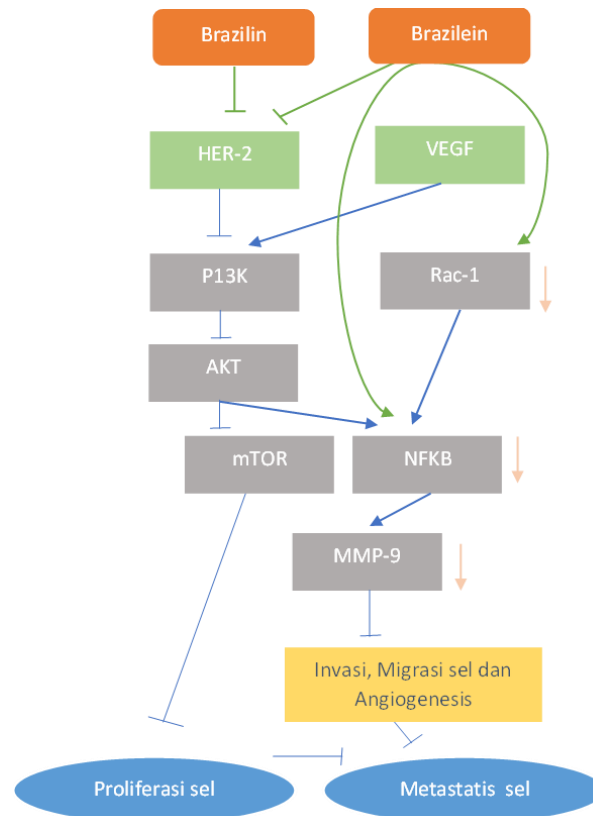 Brazilin
Brazilein
HER-2
VEGF
P13K
Rac-1
AKT
mTOR
NFKB
MMP-9
Invasi, Migrasi sel dan
Angiogenesis
Proliferasi sel
Metastatis sel